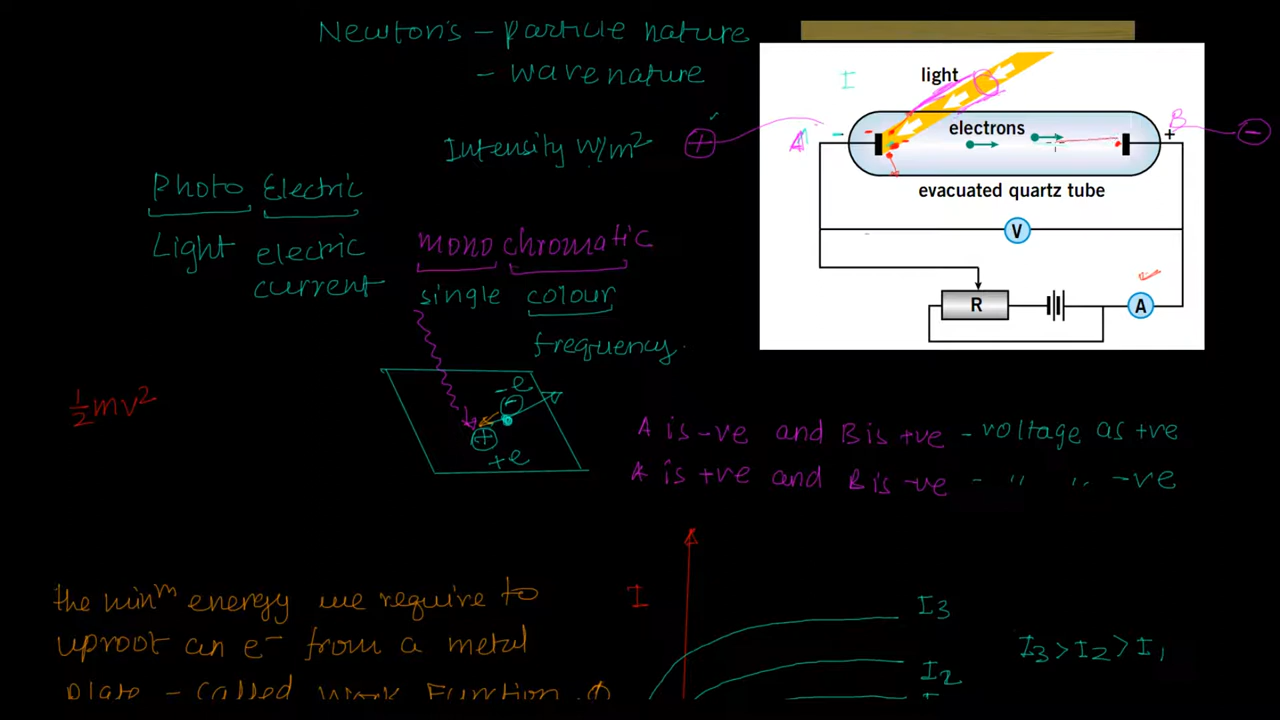 Newton's - particle nature
- wave nature
Intensity W/m²
Photo Electric
Light electric
current
mono chromatic
single colour
frequency.
½mv²
-e
+
+e
I
light
+
A
-
electrons
B
+
-
evacuated quartz tube
V
R
A
A is -ve and B is +ve - voltage as +ve
A is +ve and B is -ve - " " -ve
the minᵐ energy we require to
uproot an e⁻ from a metal
plate - called Work Function.
I
I₃
I₂
I₃ > I₂ > I₁